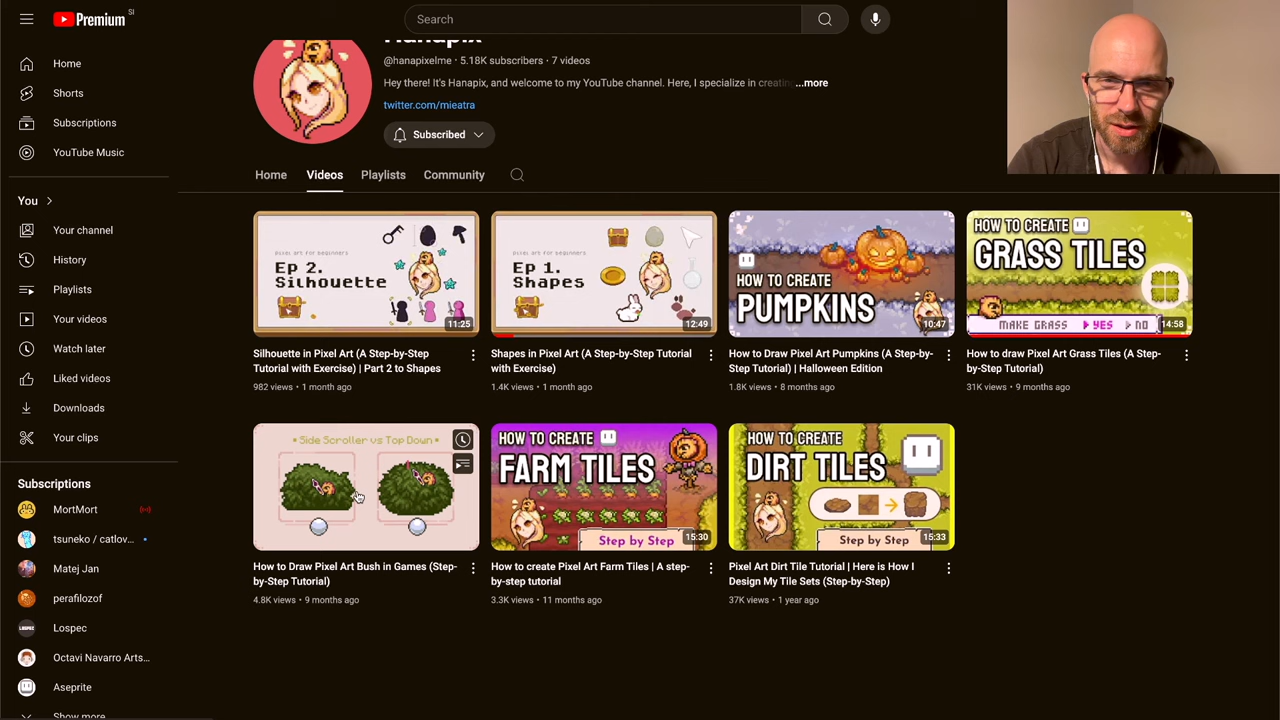 Premium SI
Search
Home
Shorts
Subscriptions
YouTube Music
You
Your channel
History
Playlists
Your videos
Watch later
Liked videos
Downloads
Your clips
Subscriptions
MortMort
tsuneko / catlov...
Matej Jan
perafilozof
LOSPEC
Lospec
Octavi Navarro Arts...
Aseprite
Show more
Hanapix
@hanapixelme • 5.18K subscribers • 7 videos
Hey there! It's Hanapix, and welcome to my YouTube channel. Here, I specialize in creatin ...more
twitter.com/mieatra
Subscribed
Home Videos Playlists Community
Pixel art for beginners
Ep 2.
Silhouette
11:25
Silhouette in Pixel Art (A Step-by-Step
Tutorial with Exercise) | Part 2 to Shapes
982 views • 1 month ago
Pixel art for beginners
Ep 1.
Shapes
12:49
Shapes in Pixel Art (A Step-by-Step Tutorial
with Exercise)
1.4K views • 1 month ago
HOW TO CREATE
PUMPKINS
10:47
How to Draw Pixel Art Pumpkins (A Step-
by-Step Tutorial) | Halloween Edition
1.8K views • 8 months ago
HOW TO CREATE
GRASS TILES
MAKE GRASS YES NO
14:58
How to draw Pixel Art Grass Tiles (A Step-
by-Step Tutorial)
31K views • 9 months ago
• Side Scroller vs Top Down •
How to Draw Pixel Art Bush in Games (Step-
by-Step Tutorial)
4.8K views • 9 months ago
HOW TO CREATE
FARM TILES
Step by Step
15:30
How to create Pixel Art Farm Tiles | A step-
by-step tutorial
3.3K views • 11 months ago
HOW TO CREATE
DIRT TILES
Step by Step
15:33
Pixel Art Dirt Tile Tutorial | Here is How I
Design My Tile Sets (Step-by-Step)
37K views • 1 year ago